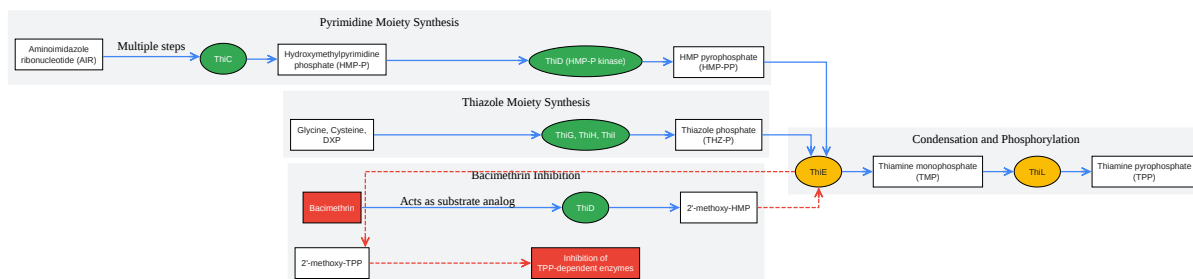 Pyrimidine Moiety Synthesis
Aminoimidazole
ribonucleotide (AIR)
Multiple steps
ThiC
Hydroxymethylpyrimidine
phosphate (HMP-P)
ThiD (HMP-P kinase)
HMP pyrophosphate
(HMP-PP)
Thiazole Moiety Synthesis
Glycine, Cysteine,
DXP
ThiG, ThiH, ThiI
Thiazole phosphate
(THZ-P)
Condensation and Phosphorylation
ThiE
Thiamine monophosphate
(TMP)
ThiL
Thiamine pyrophosphate
(TPP)
Bacimethrin Inhibition
Bacimethrin
Acts as substrate analog
ThiD
2'-methoxy-HMP
2'-methoxy-TPP
Inhibition of
TPP-dependent enzymes